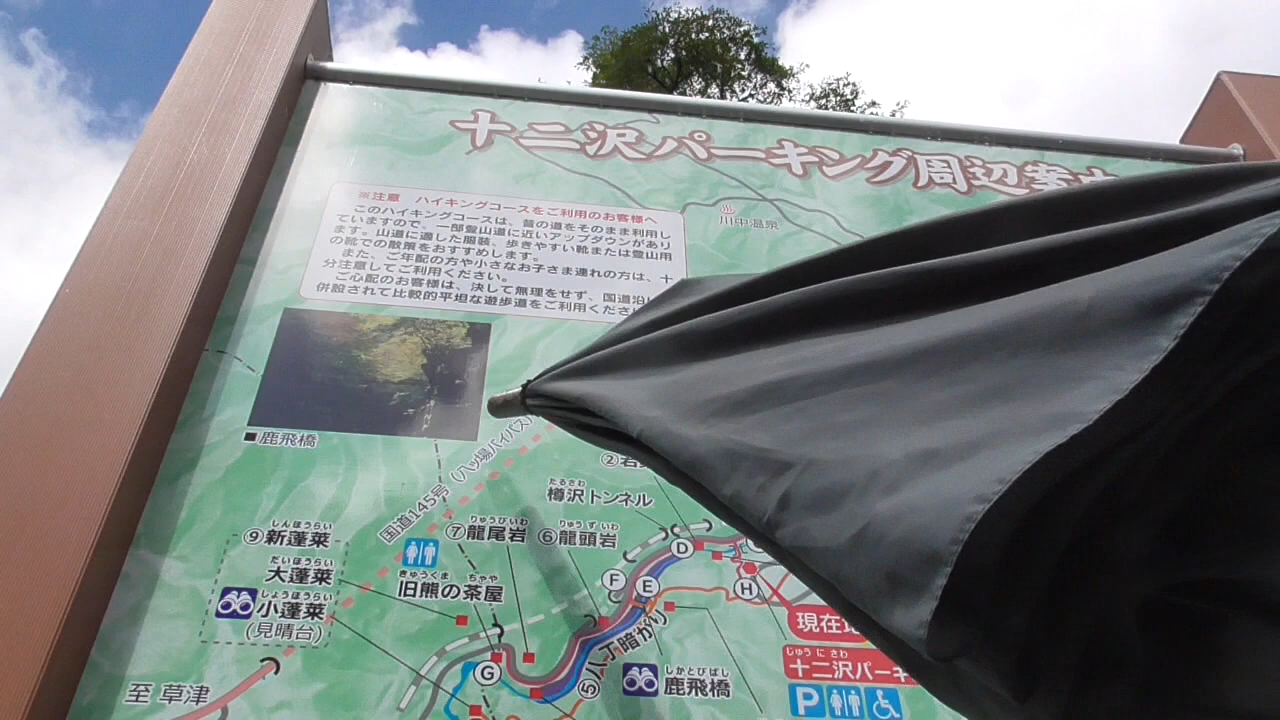 十二沢パーキング周辺案
川中温泉
※注意 ハイキングコースをご利用のお客様へ
このハイキングコースは、昔の道をそのまま利用し
ていますので、一部登山道に近いアップダウンがあり
ます。山道に適した服装、歩きやすい靴または登山用
の靴での散策をおすすめします。
また、ご年配の方や小さなお子さま連れの方は、十
分注意してご利用ください。
ご心配のお客様は、決して無理をせず、国道沿い
併設されて比較的平坦な遊歩道をご利用くださ
■鹿飛橋
国道145号(八ッ場バイパス)
②
たるさわ
樽沢トンネル
りゅうびいわ
⑦龍尾岩
りゅうずいわ
⑥龍頭岩
しんほうらい
⑨新蓬莱
だいほうらい
大蓬莱
しょうほうらい
小蓬莱
(見晴台)
きゅうくま ちゃや
旧熊の茶屋
D
F
E
H
G
⑤八丁暗がり
しかとびばし
鹿飛橋
現在地
じゅうにさわ
十二沢パーキ
P
至 草津